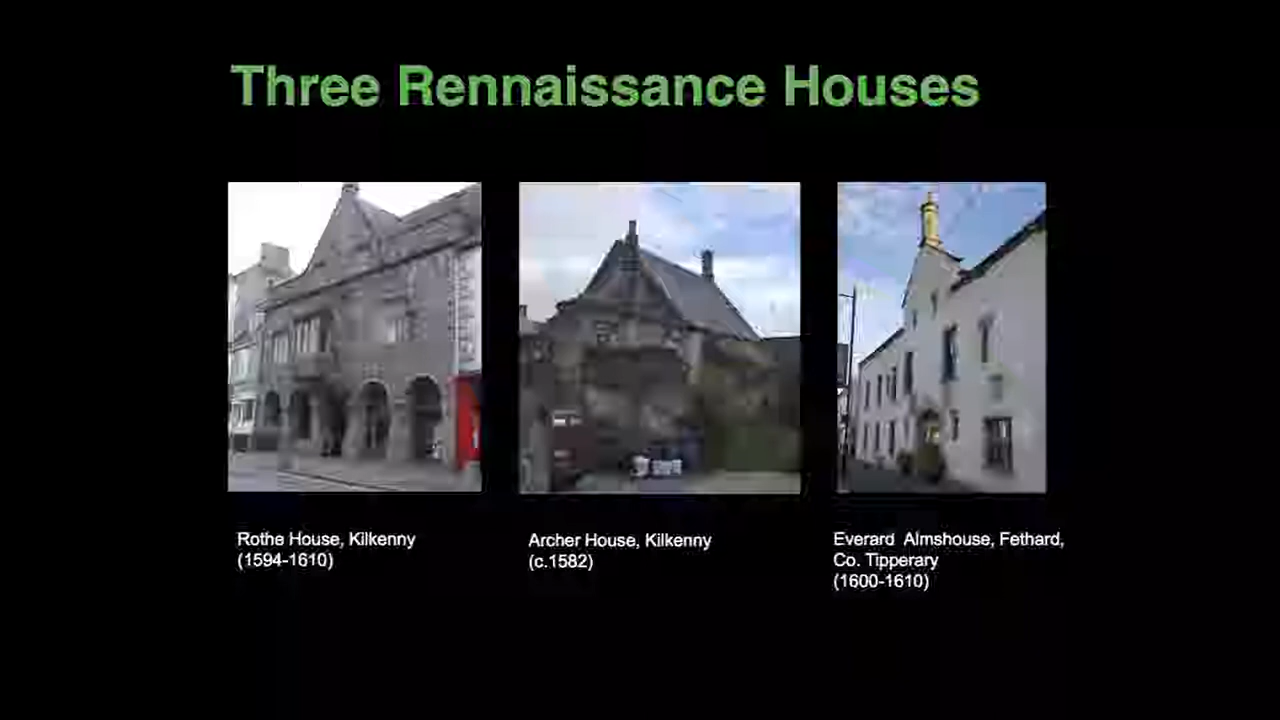 Three Rennaissance Houses
Rothe House, Kilkenny
(1594-1610)
Archer House, Kilkenny
(c.1582)
Everard Almshouse, Fethard,
Co. Tipperary
(1600-1610)